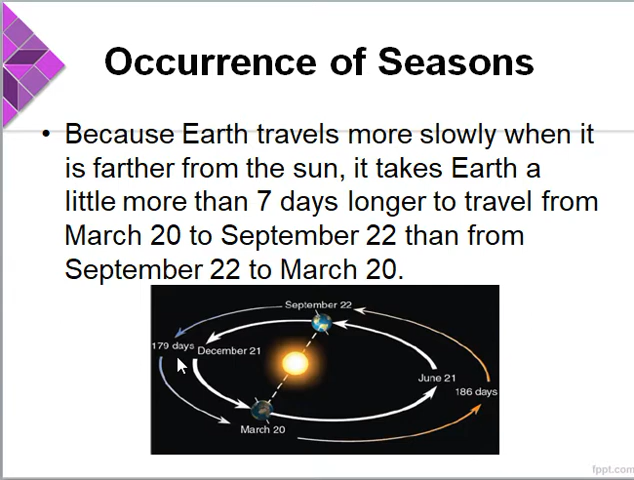 Occurrence of Seasons
• Because Earth travels more slowly when it
is farther from the sun, it takes Earth a
little more than 7 days longer to travel from
March 20 to September 22 than from
September 22 to March 20.
September 22
179 days
December 21
June 21
186 days
March 20
fppt.com